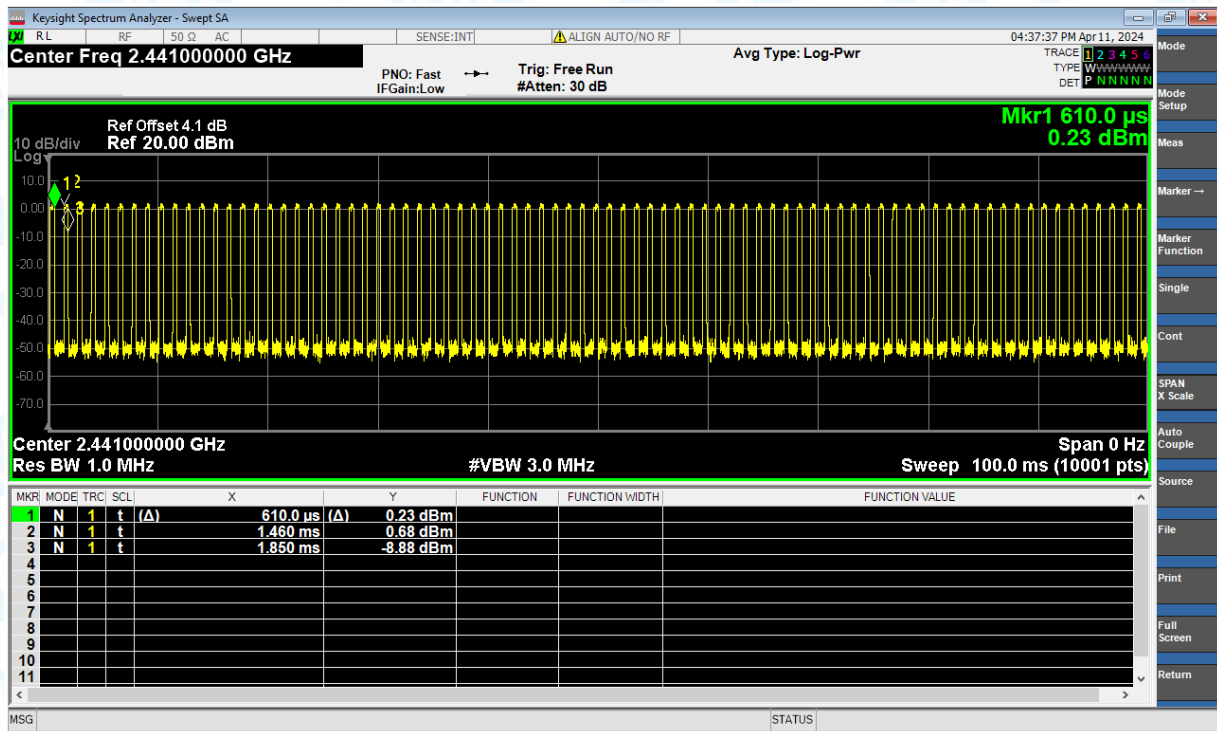 Keysight Spectrum Analyzer - Swept SA
LXI RL RF 50 Ω AC SENSE:INT ALIGN AUTO/NO RF 04:37:37 PM Apr 11, 2024
Center Freq 2.441000000 GHz
Avg Type: Log-Pwr
TRACE 1 2 3 4 5 6
TYPE WWWWWW
DET P N N N N N
PNO: Fast
IFGain:Low
Trig: Free Run
#Atten: 30 dB
Mkr1 610.0 µs
0.23 dBm
Ref Offset 4.1 dB
10 dB/div Ref 20.00 dBm
Log
1 2
3
10.0
0.00
-10.0
-20.0
-30.0
-40.0
-50.0
-60.0
-70.0
Center 2.441000000 GHz Span 0 Hz
Res BW 1.0 MHz #VBW 3.0 MHz Sweep 100.0 ms (10001 pts)
MKR MODE TRC SCL X Y FUNCTION FUNCTION WIDTH FUNCTION VALUE
1 N 1 t (Δ) 610.0 µs (Δ) 0.23 dBm
2 N 1 t 1.460 ms 0.68 dBm
3 N 1 t 1.850 ms -8.88 dBm
4
5
6
7
8
9
10
11
MSG STATUS
Mode
Mode
Setup
Meas
Marker →
Marker
Function
Single
Cont
SPAN
X Scale
Auto
Couple
Source
File
Print
Full
Screen
Return